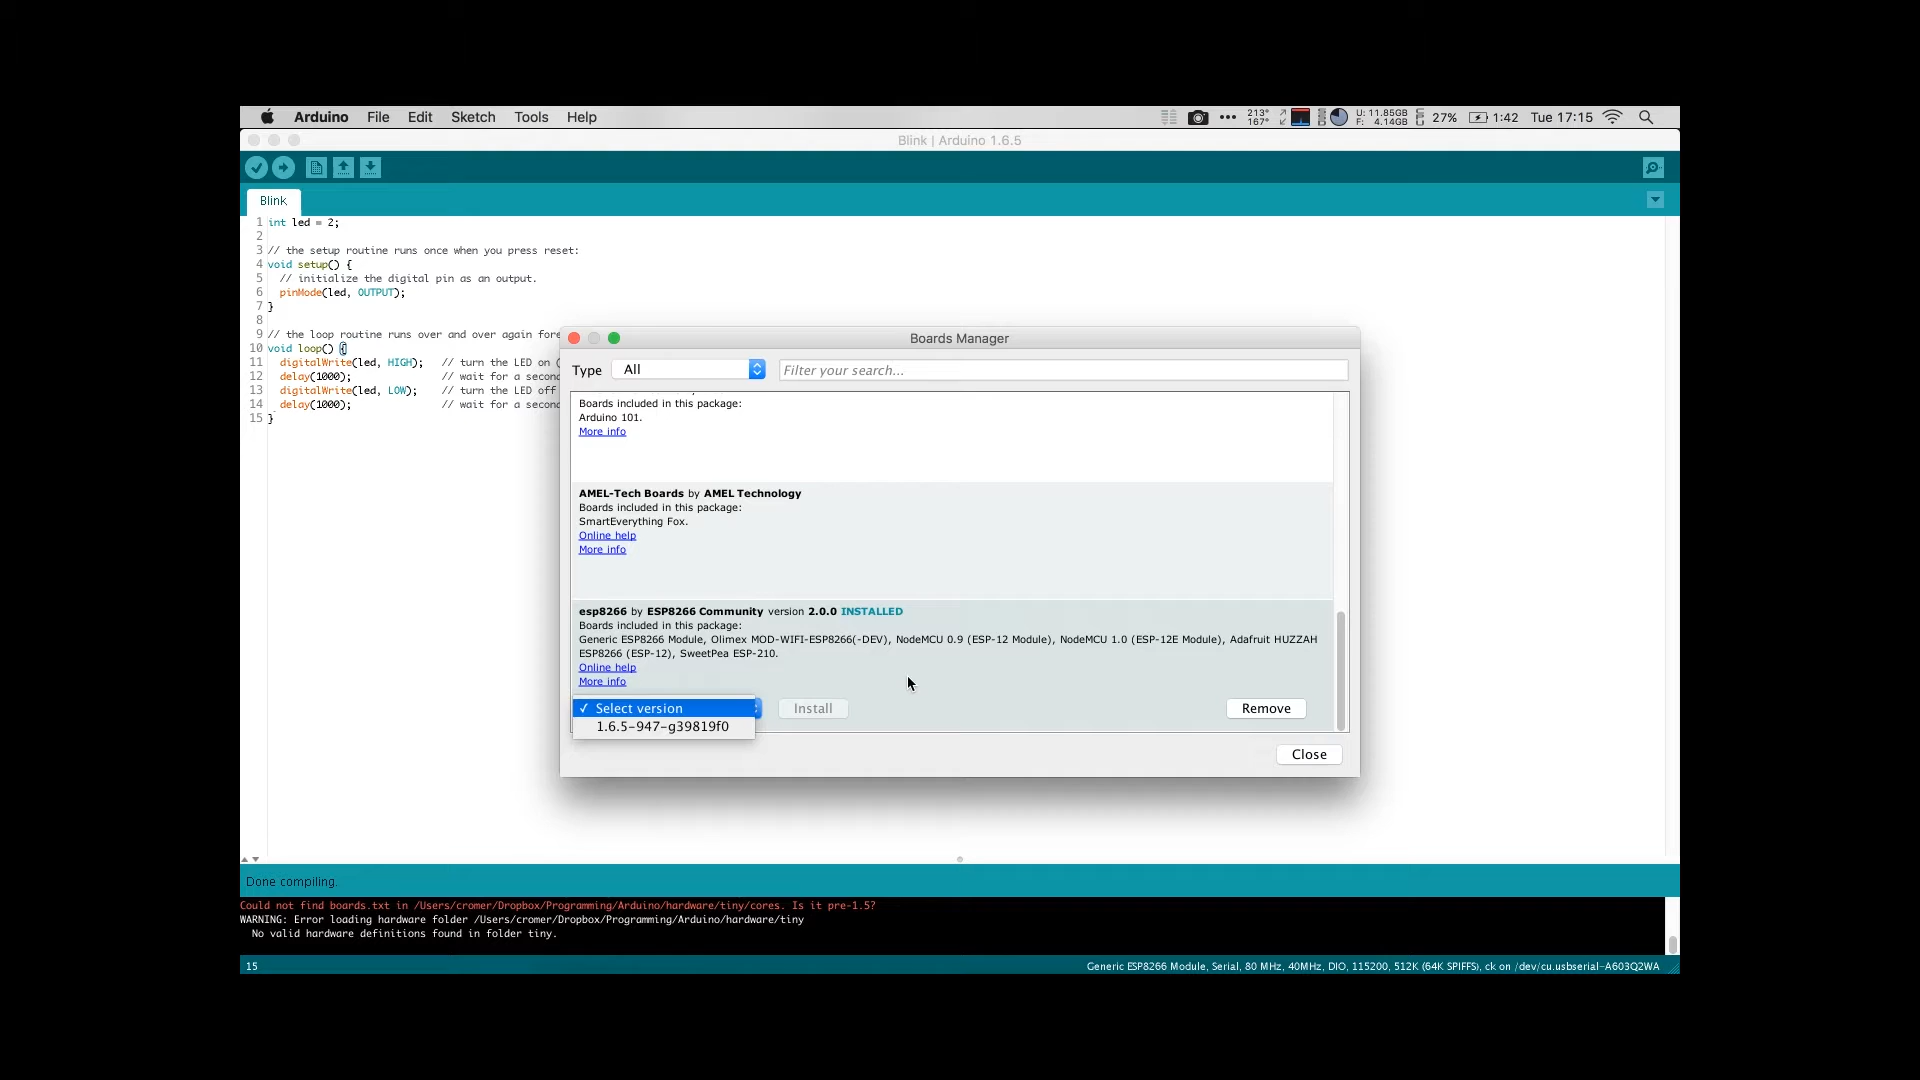 Arduino File Edit Sketch Tools Help 213° 167° U: 11.85GB F: 4.14GB 27% 1:42 Tue 17:15
Blink | Arduino 1.6.5
Blink
1 int led = 2;
2
3 // the setup routine runs once when you press reset:
4 void setup() {
5 // initialize the digital pin as an output.
6 pinMode(led, OUTPUT);
7 }
8
9 // the loop routine runs over and over again fore
10 void loop() {
11 digitalWrite(led, HIGH); // turn the LED on (
12 delay(1000); // wait for a second
13 digitalWrite(led, LOW); // turn the LED off
14 delay(1000); // wait for a second
15 }
Boards Manager
Type All Filter your search...
Boards included in this package:
Arduino 101.
More info
AMEL-Tech Boards by AMEL Technology
Boards included in this package:
SmartEverything Fox.
Online help
More info
esp8266 by ESP8266 Community version 2.0.0 INSTALLED
Boards included in this package:
Generic ESP8266 Module, Olimex MOD-WIFI-ESP8266(-DEV), NodeMCU 0.9 (ESP-12 Module), NodeMCU 1.0 (ESP-12E Module), Adafruit HUZZAH
ESP8266 (ESP-12), SweetPea ESP-210.
Online help
More info
✓ Select version Install Remove
1.6.5-947-g39819f0
Close
Done compiling.
Could not find boards.txt in /Users/cromer/Dropbox/Programming/Arduino/hardware/tiny/cores. Is it pre-1.5?
WARNING: Error loading hardware folder /Users/cromer/Dropbox/Programming/Arduino/hardware/tiny
No valid hardware definitions found in folder tiny.
15 Generic ESP8266 Module, Serial, 80 MHz, 40MHz, DIO, 115200, 512K (64K SPIFFS), ck on /dev/cu.usbserial-A603Q2WA